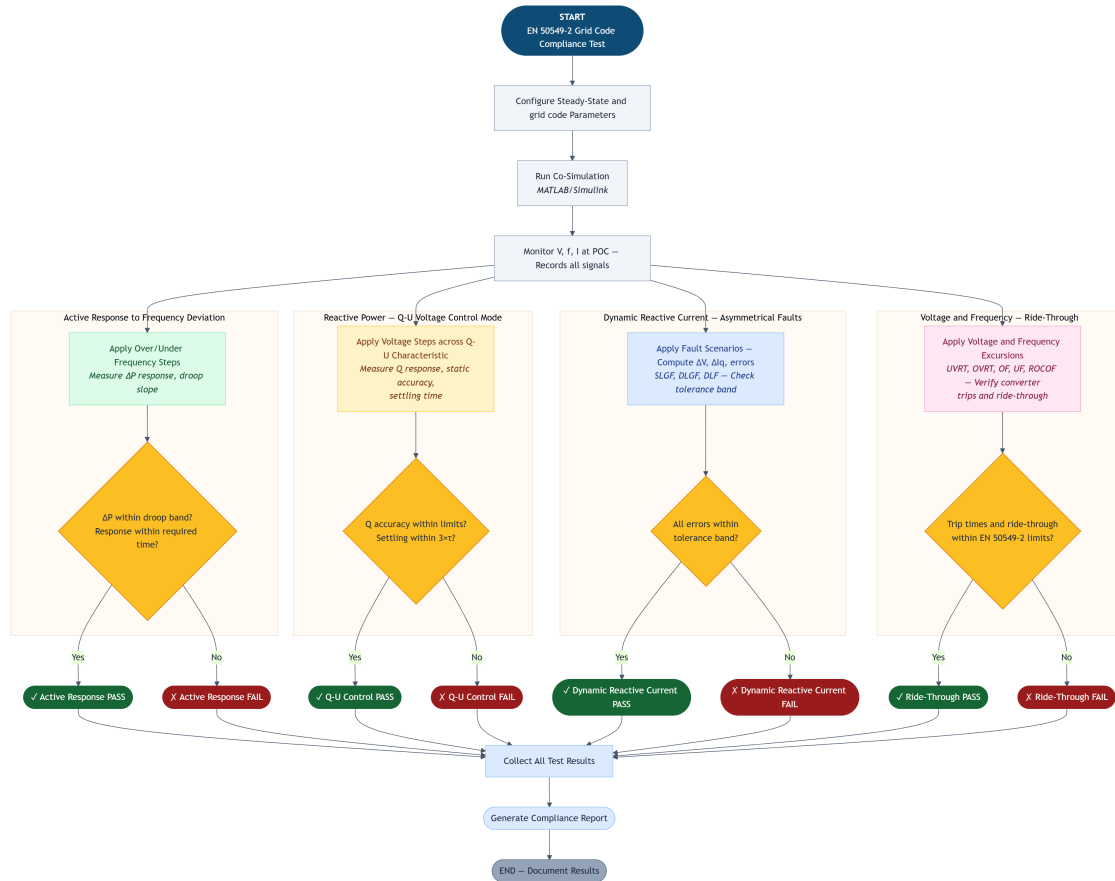 START
EN 50549-2 Grid Code
Compliance Test
Configure Steady-State and
grid code Parameters
Run Co-Simulation
MATLAB/Simulink
Monitor V, f, I at POC —
Records all signals
Active Response to Frequency Deviation
Apply Over/Under
Frequency Steps
Measure ΔP response, droop
slope
ΔP within droop band?
Response within required
time?
Yes
No
✓ Active Response PASS
✗ Active Response FAIL
Reactive Power — Q-U Voltage Control Mode
Apply Voltage Steps across Q-
U Characteristic
Measure Q response, static
accuracy,
settling time
Q accuracy within limits?
Settling within 3×τ?
Yes
No
✓ Q-U Control PASS
✗ Q-U Control FAIL
Dynamic Reactive Current — Asymmetrical Faults
Apply Fault Scenarios —
Compute ΔV, ΔIq, errors
SLGF, DLGF, DLF — Check
tolerance band
All errors within
tolerance band?
Yes
No
✓ Dynamic Reactive Current
PASS
✗ Dynamic Reactive Current
FAIL
Voltage and Frequency — Ride-Through
Apply Voltage and Frequency
Excursions
UVRT, OVRT, OF, UF, ROCOF
— Verify converter
trips and ride-through
Trip times and ride-through
within EN 50549-2 limits?
Yes
No
✓ Ride-Through PASS
✗ Ride-Through FAIL
Collect All Test Results
Generate Compliance Report
END — Document Results